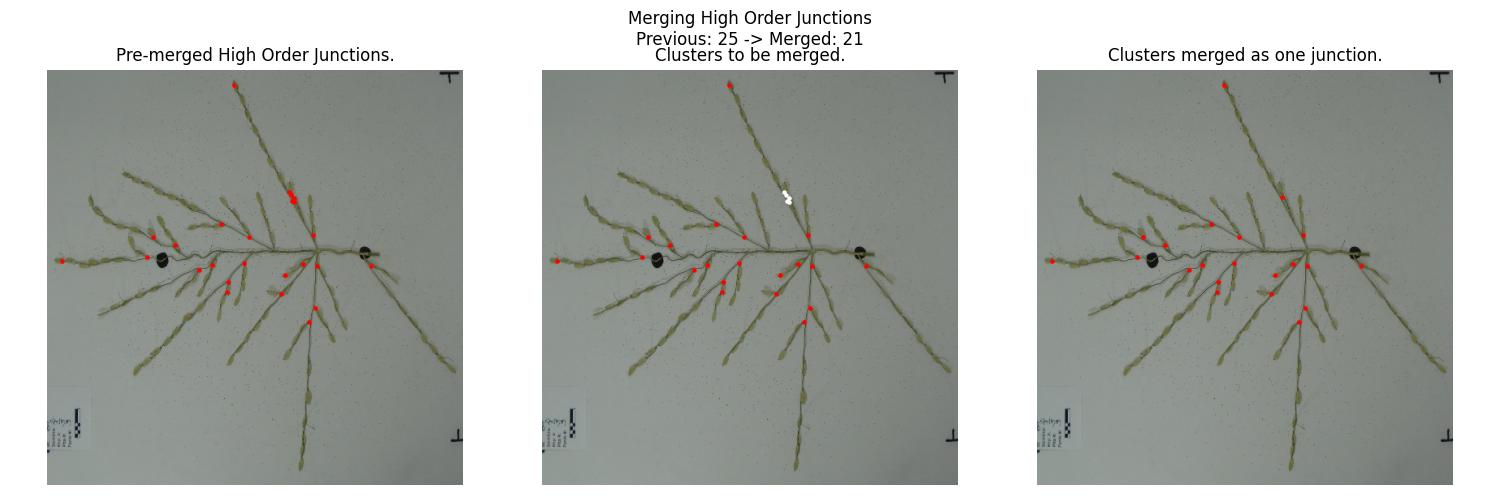 Merging High Order Junctions
Previous: 25 -> Merged: 21
Pre-merged High Order Junctions.
Clusters to be merged.
Clusters merged as one junction.